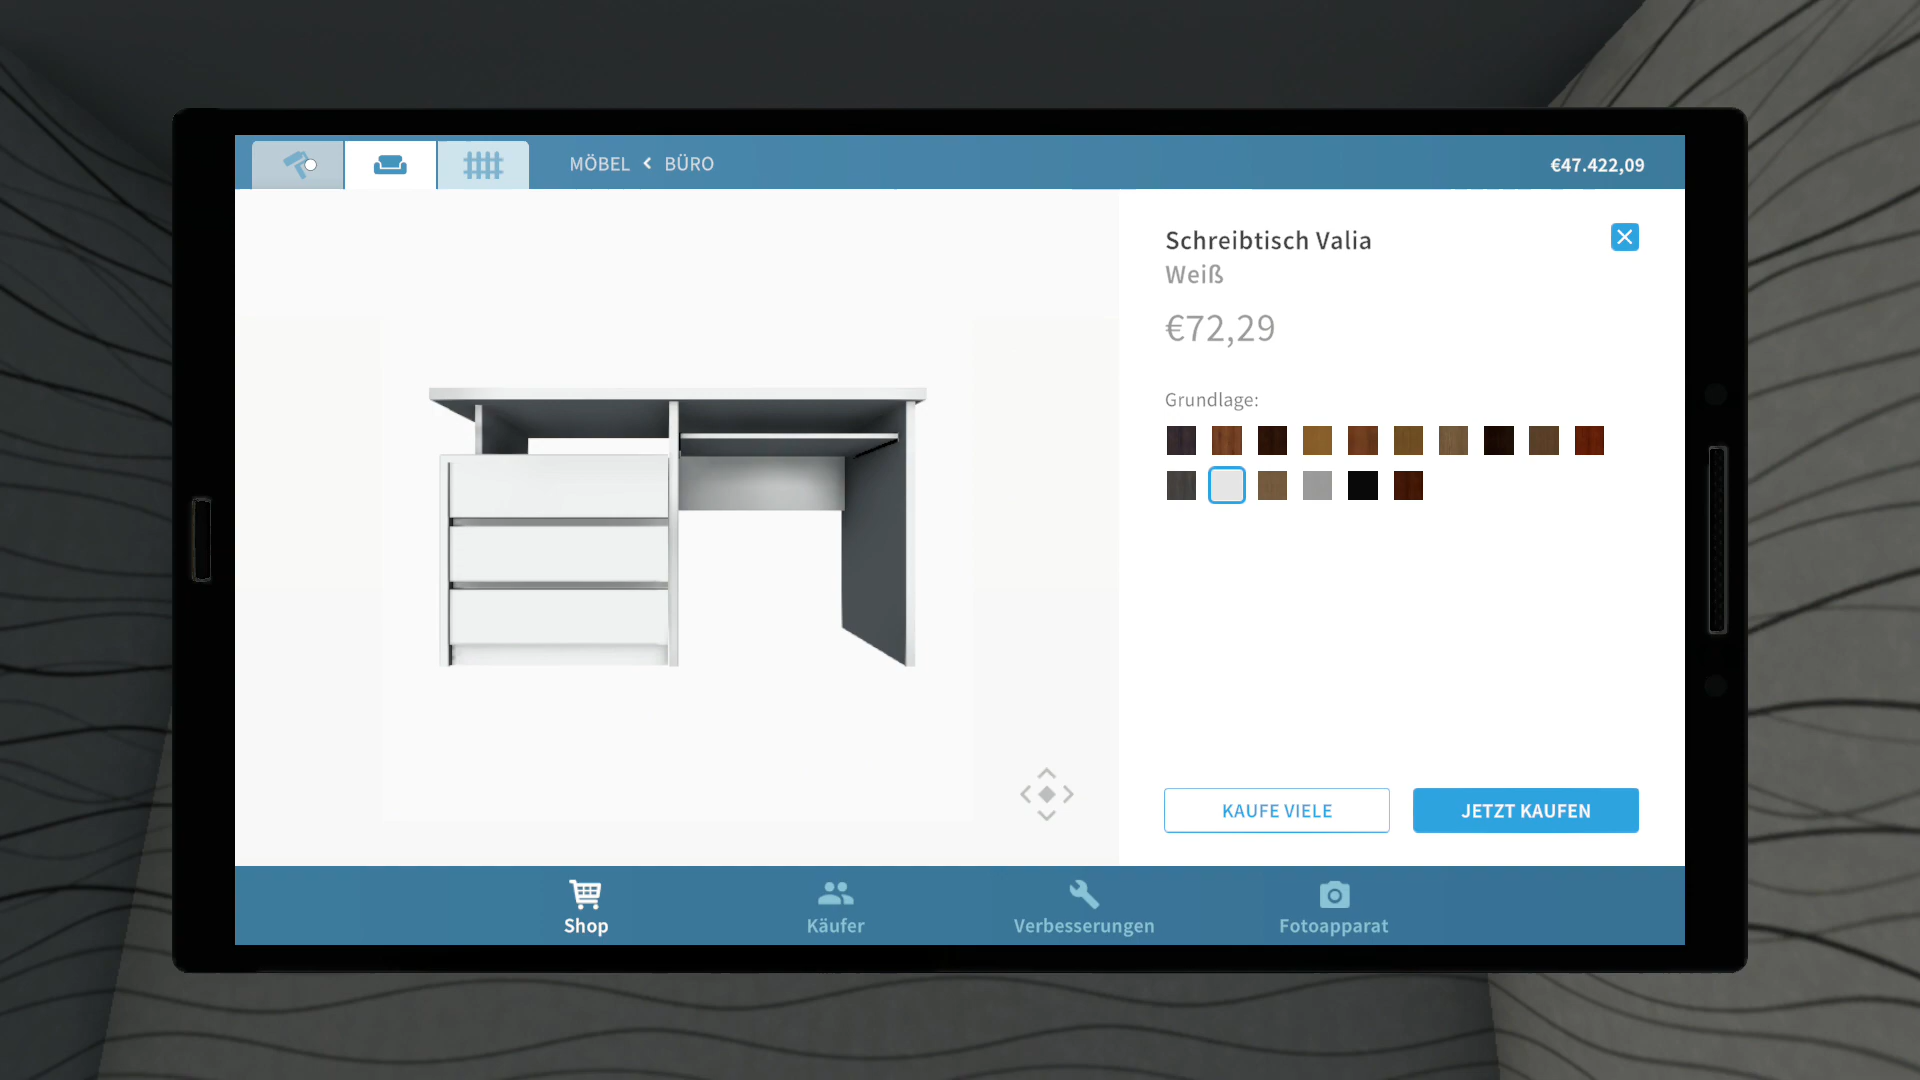 MÖBEL BÜRO
€47.422,09
Schreibtisch Valia
Weiß
€72,29
Grundlage:
KAUFE VIELE
JETZT KAUFEN
Shop
Käufer
Verbesserungen
Fotoapparat